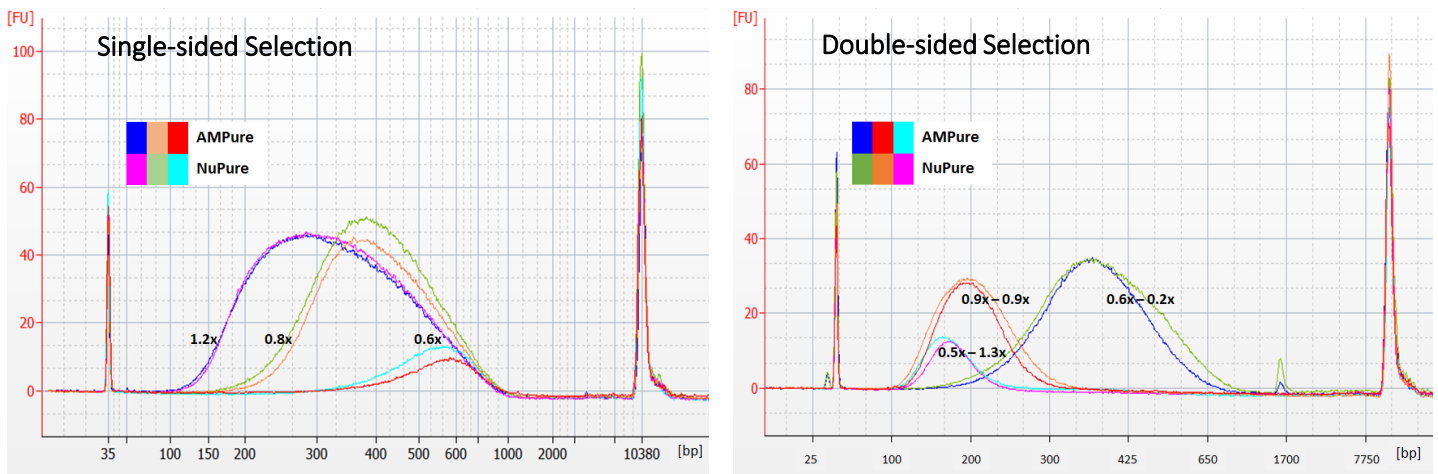 [FU]
Single-sided Selection
100
80
60
40
20
0
AMPure
NuPure
1.2x
0.8x
0.6x
35 100 150 200 300 400 500 600 1000 2000 10380 [bp]
[FU]
Double-sided Selection
80
60
40
20
0
AMPure
NuPure
0.9x – 0.9x
0.6x – 0.2x
0.5x – 1.3x
25 100 200 300 425 650 1700 7750 [bp]